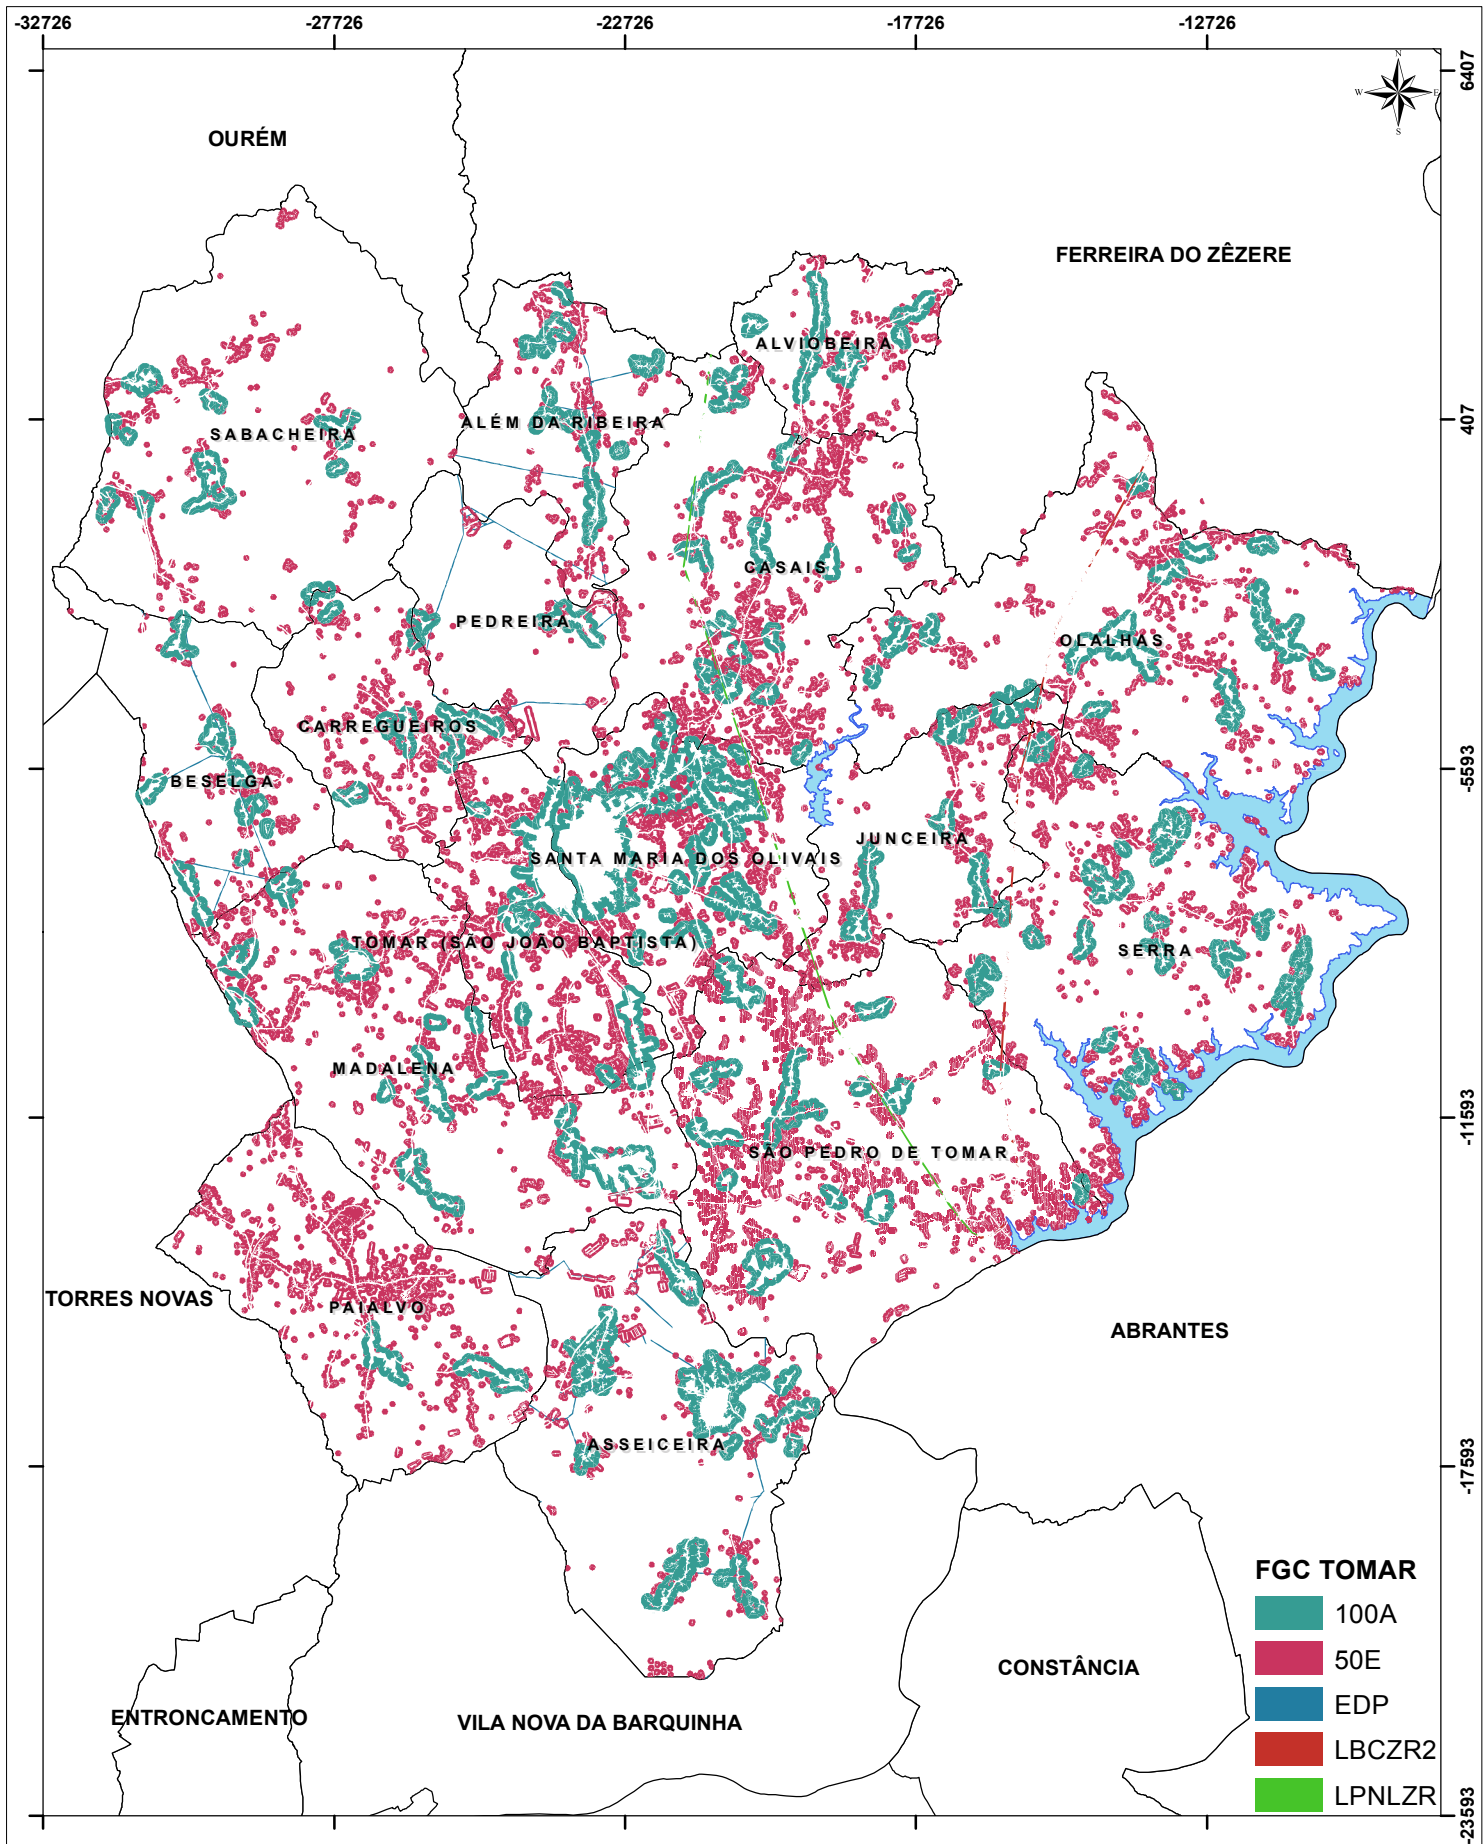 -32726
-27726
-22726
-17726
-12726
6407
N
W
E
S
OURÉM
FERREIRA DO ZÊZERE
ALVIOBEIRA
407
ALÉM DA RIBEIRA
SABACHEIRA
CASAIS
PEDREIRA
OLALHAS
CARREGUEIROS
-5593
BESELGA
JUNCEIRA
SANTA MARIA DOS OLIVAIS
TOMAR (SÃO JOÃO BAPTISTA)
SERRA
MADALENA
-11593
SÃO PEDRO DE TOMAR
TORRES NOVAS
PAIALVO
ABRANTES
ASSEICEIRA
-17593
FGC TOMAR
100A
50E
EDP
LBCZR2
LPNLZR
CONSTÂNCIA
ENTRONCAMENTO
VILA NOVA DA BARQUINHA
-23593